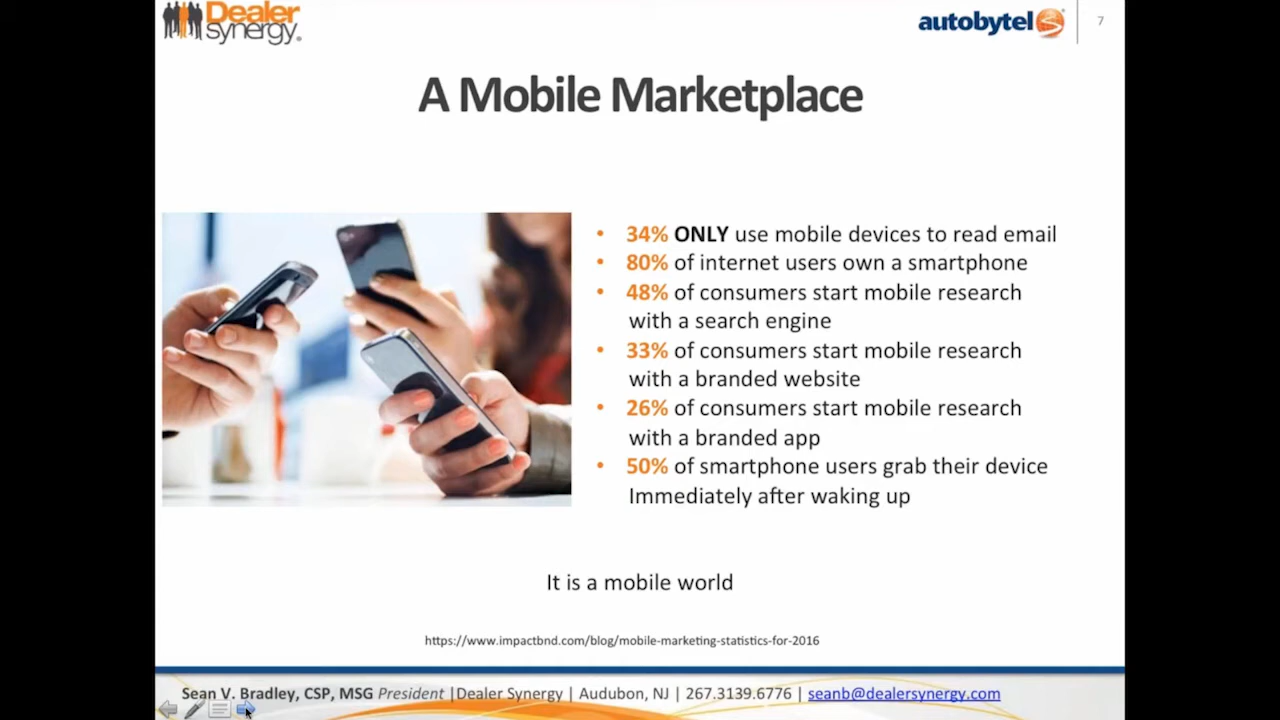 Dealer
synergy.
autobytel
7
A Mobile Marketplace
• 34% ONLY use mobile devices to read email
• 80% of internet users own a smartphone
• 48% of consumers start mobile research
with a search engine
• 33% of consumers start mobile research
with a branded website
• 26% of consumers start mobile research
with a branded app
• 50% of smartphone users grab their device
Immediately after waking up
It is a mobile world
https://www.impactbnd.com/blog/mobile-marketing-statistics-for-2016
Sean V. Bradley, CSP, MSG President |Dealer Synergy | Audubon, NJ | 267.3139.6776 | seanb@dealersynergy.com